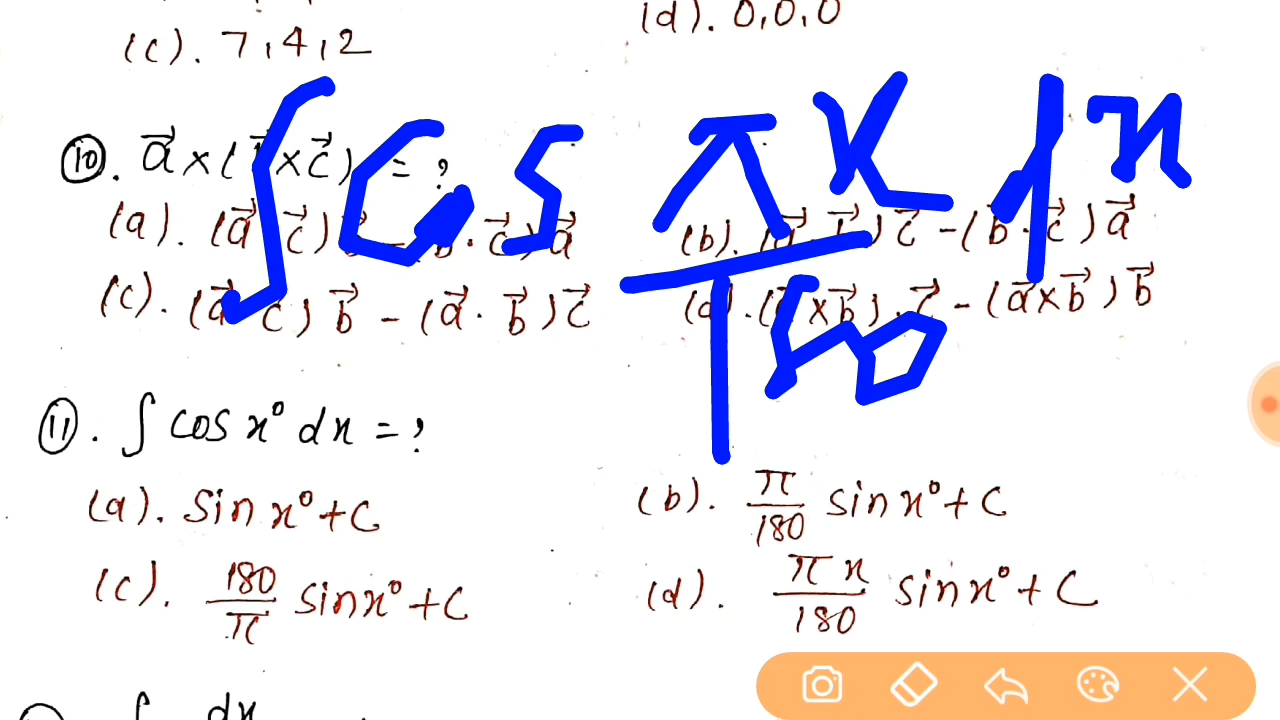 (c). 7,4,2 (d). 0,0,0
∫ cos πx/180 dx
(10). a⃗×( ×c⃗) = ?
(a). (a⃗ c⃗) - (b⃗·c⃗)a⃗ (b). (a⃗·b⃗)c⃗ - (b⃗·c⃗)a⃗
(c). (a⃗ c⃗)b⃗ - (a⃗·b⃗)c⃗ (d).( ×b⃗).c⃗ - (a⃗×b⃗)b⃗
(11). ∫ cos x° dx = ?
(a). sin x° + C (b). π/180 sin x° + C
(c). 180/π sin x° + C (d). πx/180 sin x° + C
∫ dx